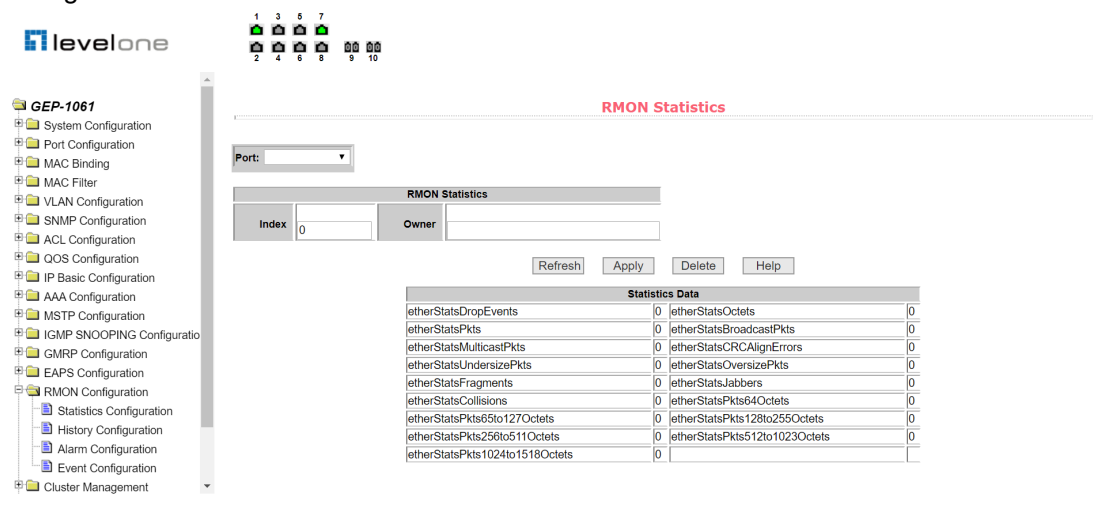 1 3 5 7
levelone
2 4 6 8 9 10
GEP-1061
System Configuration
Port Configuration
MAC Binding
MAC Filter
VLAN Configuration
SNMP Configuration
ACL Configuration
QOS Configuration
IP Basic Configuration
AAA Configuration
MSTP Configuration
IGMP SNOOPING Configuratio
GMRP Configuration
EAPS Configuration
RMON Configuration
Statistics Configuration
History Configuration
Alarm Configuration
Event Configuration
Cluster Management
RMON Statistics
Port:
RMON Statistics
Index 0 Owner
Refresh Apply Delete Help
Statistics Data
etherStatsDropEvents 0 etherStatsOctets 0
etherStatsPkts 0 etherStatsBroadcastPkts 0
etherStatsMulticastPkts 0 etherStatsCRCAlignErrors 0
etherStatsUndersizePkts 0 etherStatsOversizePkts 0
etherStatsFragments 0 etherStatsJabbers 0
etherStatsCollisions 0 etherStatsPkts64Octets 0
etherStatsPkts65to127Octets 0 etherStatsPkts128to255Octets 0
etherStatsPkts256to511Octets 0 etherStatsPkts512to1023Octets 0
etherStatsPkts1024to1518Octets 0